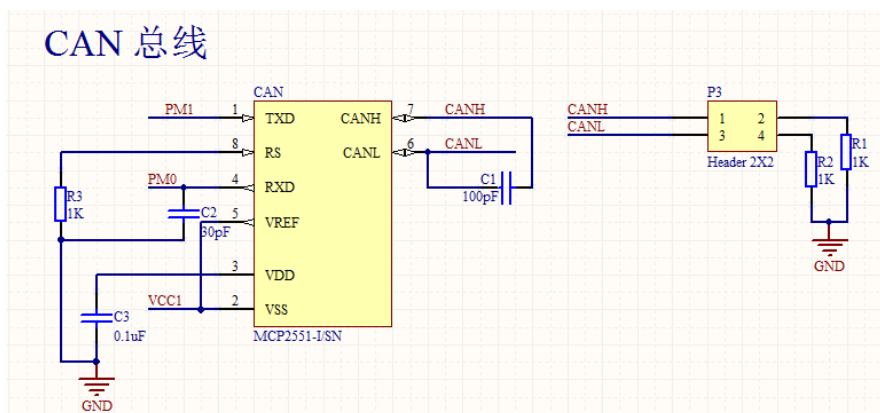 CAN 总线
CAN
PM1
1
TXD
CANH
7
CANH
8
RS
CANL
6
CANL
PM0
4
RXD
R3
1K
C2
30pF
5
VREF
C1
100pF
3
VDD
VCC1
2
VSS
C3
0.1uF
MCP2551-I/SN
GND
P3
CANH
1
2
CANL
3
4
Header 2X2
R1
1K
R2
1K
GND